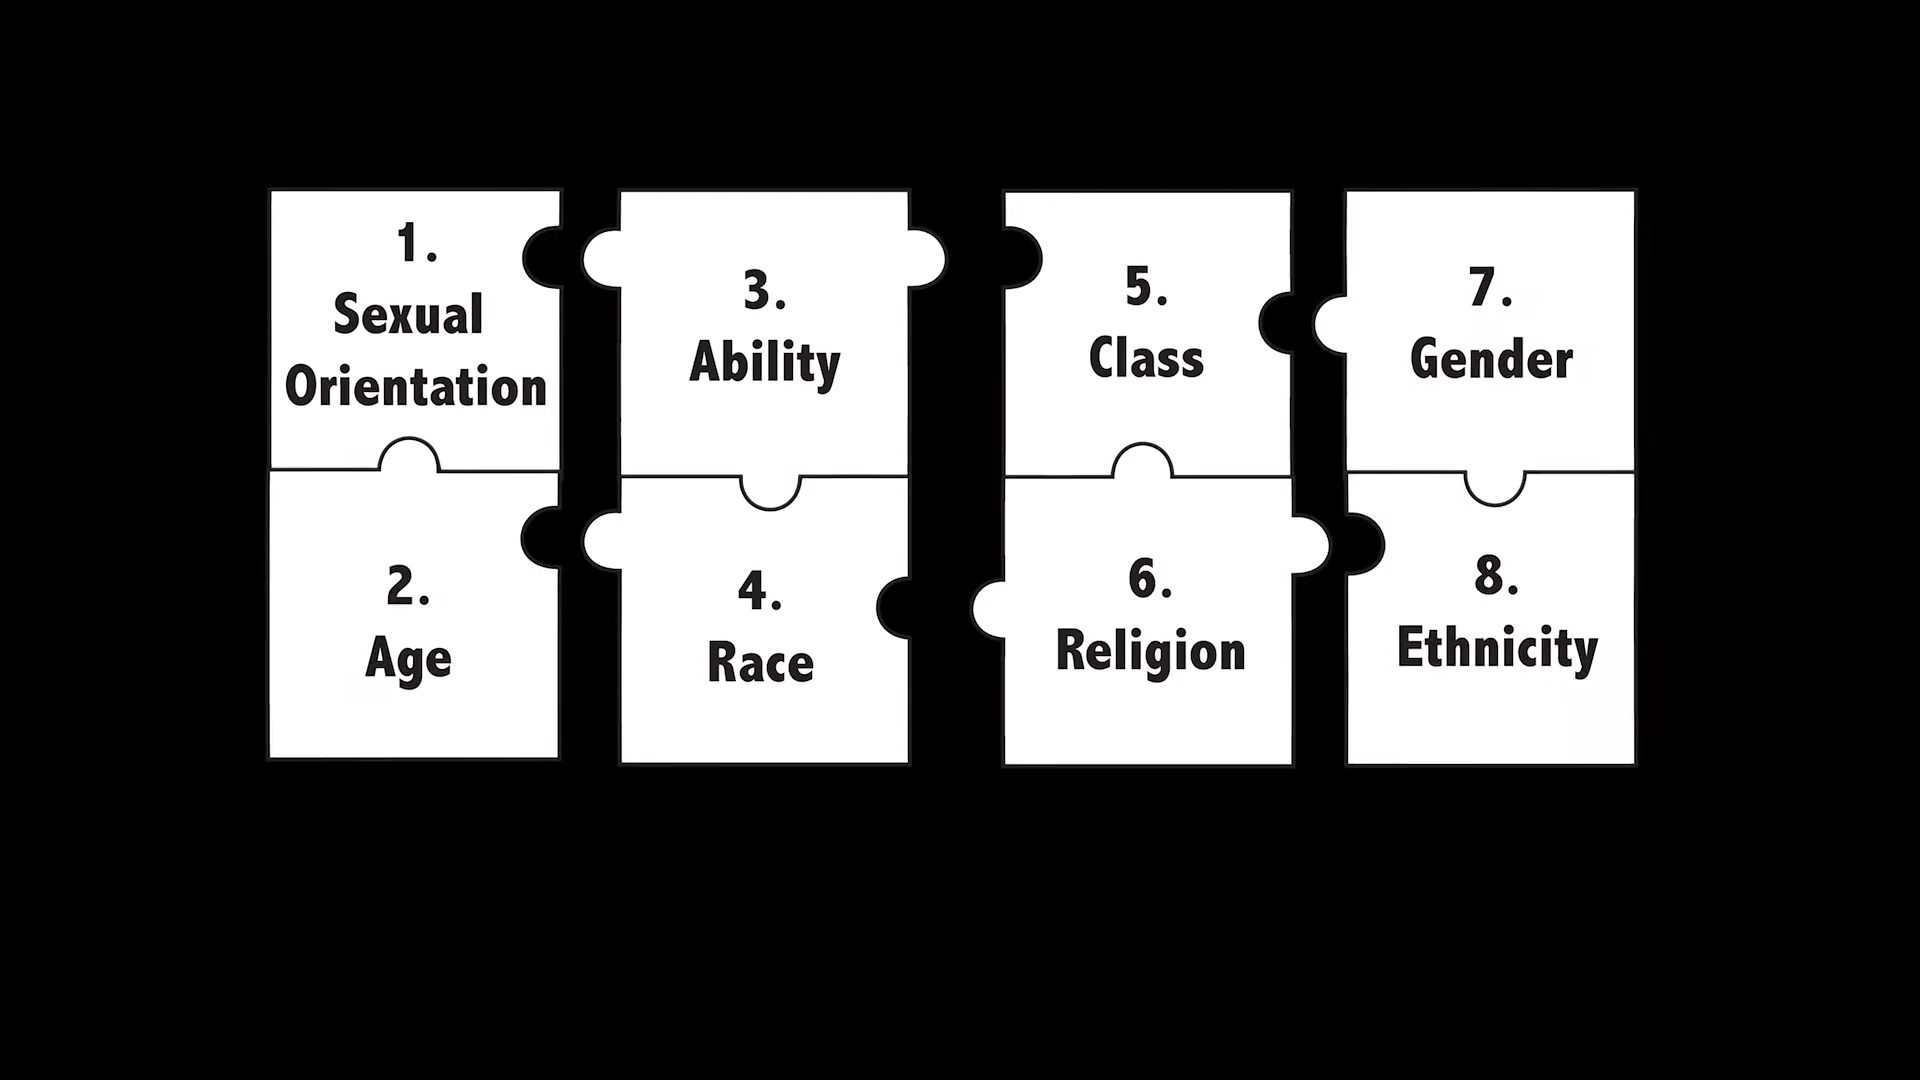 1.
Sexual
Orientation
2.
Age
3.
Ability
4.
Race
5.
Class
6.
Religion
7.
Gender
8.
Ethnicity